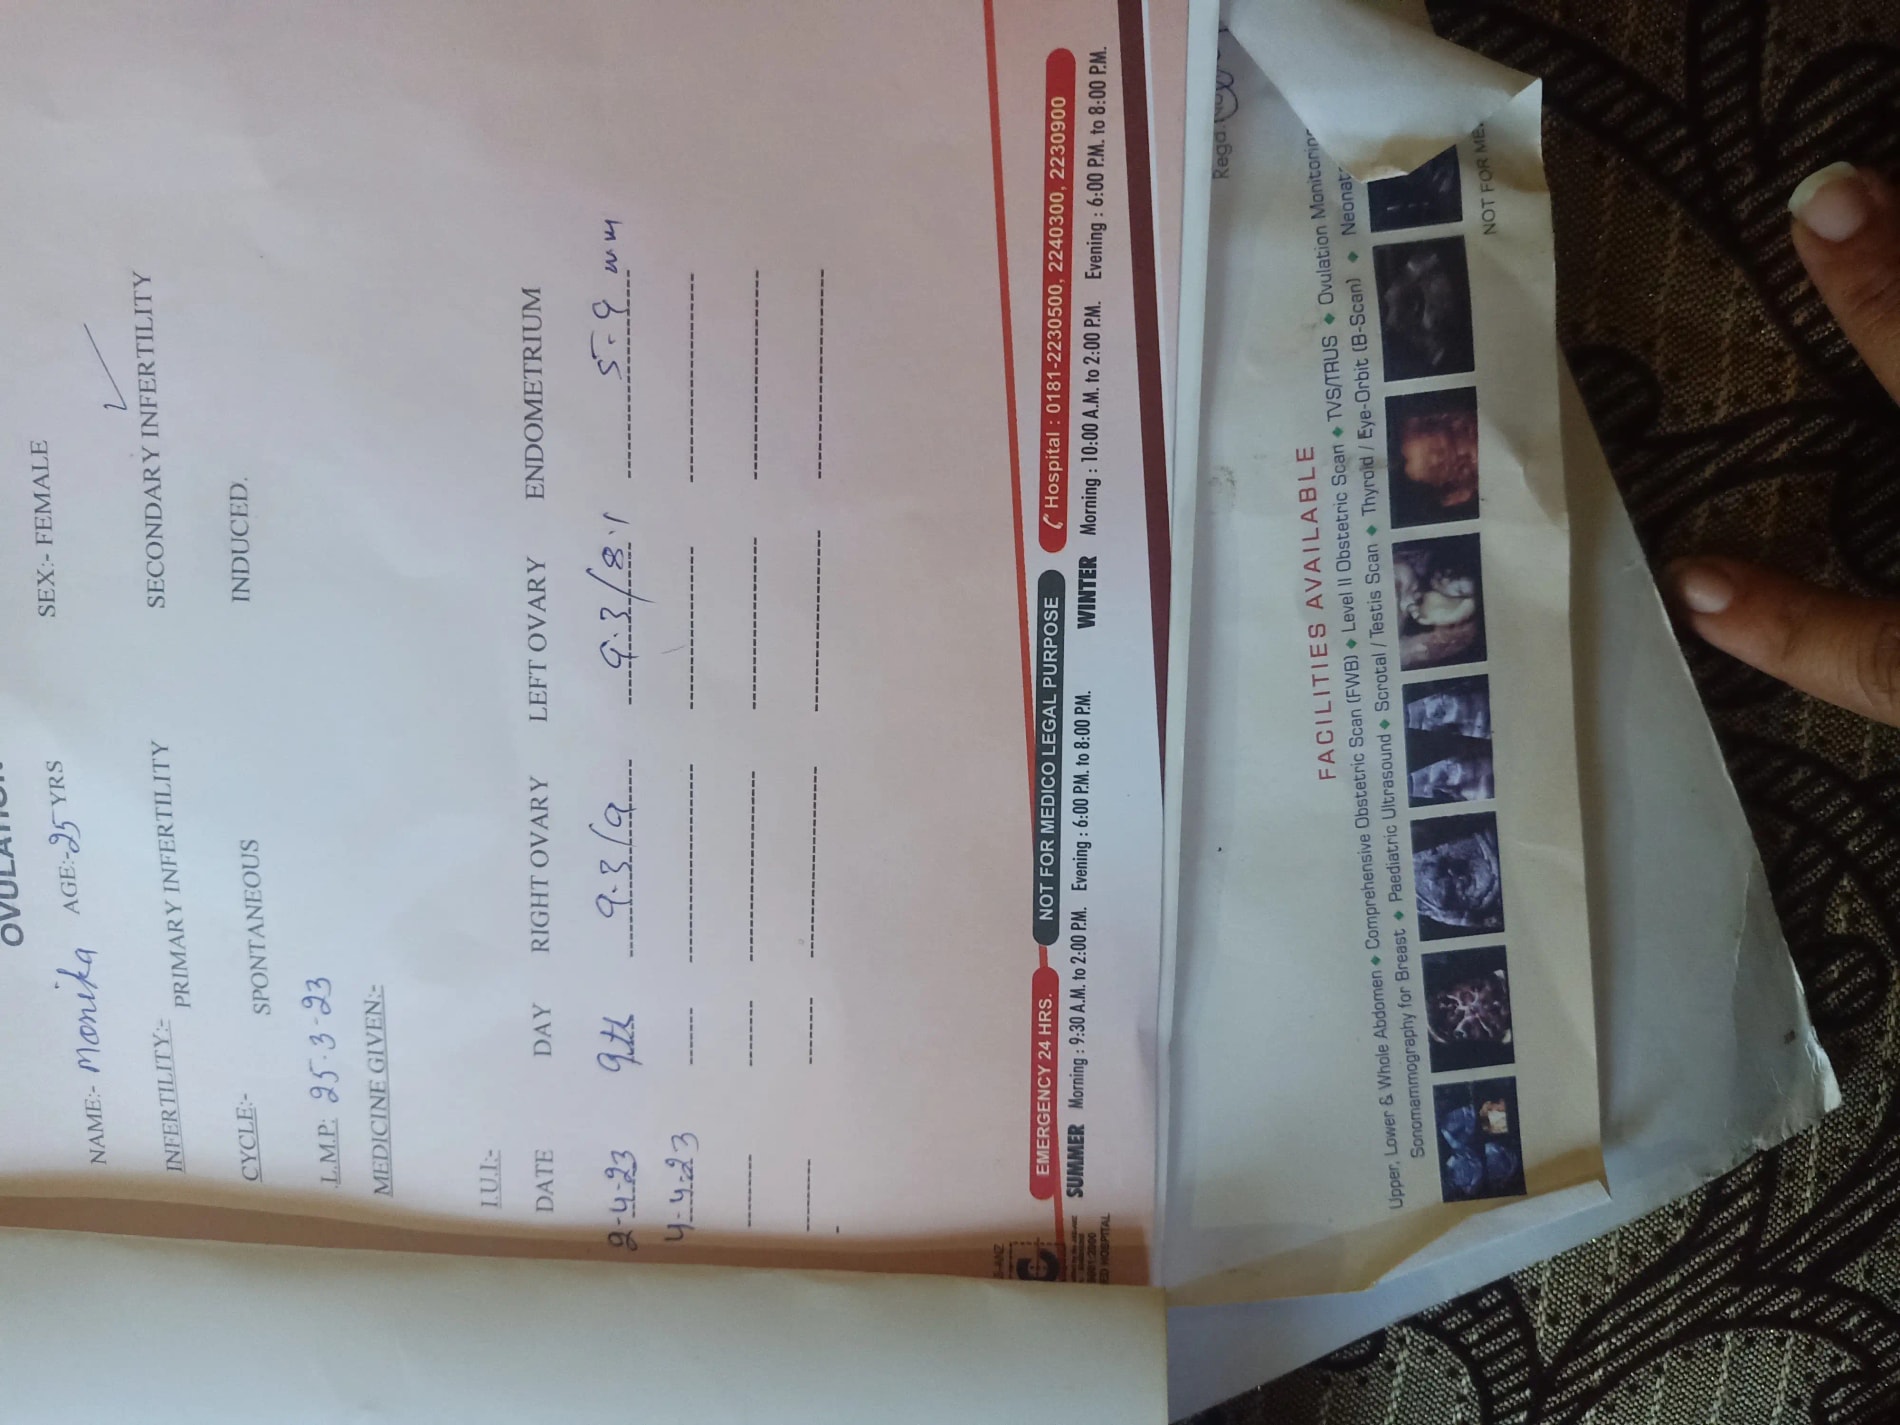 NAME:- Monika AGE:-25 YRS SEX:- FEMALE
INFERTILITY:-
PRIMARY INFERTILITY SECONDARY INFERTILITY
CYCLE:-
SPONTANEOUS INDUCED.
L.M.P: 25-3-23
MEDICINE GIVEN:-
I.U.I:-
DATE DAY RIGHT OVARY LEFT OVARY ENDOMETRIUM
2-4-23 9th 9.3/9 9.3/8.1 5.9 mm
4-4-23
EMERGENCY 24 HRS. NOT FOR MEDICO LEGAL PURPOSE Hospital : 0181-2230500, 2240300, 2230900
SUMMER Morning : 9:30 A.M. to 2:00 P.M. Evening : 6:00 P.M. to 8:00 P.M. WINTER Morning : 10:00 A.M. to 2:00 P.M. Evening : 6:00 P.M. to 8:00 P.M.
Regd.
FACILITIES AVAILABLE
Upper, Lower & Whole Abdomen ◆ Comprehensive Obstetric Scan (FWB) ◆ Level II Obstetric Scan ◆ TVS/TRUS ◆ Ovulation Monitoring
Sonomammography for Breast ◆ Paediatric Ultrasound ◆ Scrotal / Testis Scan ◆ Thyroid / Eye-Orbit (B-Scan) ◆
NOT FOR